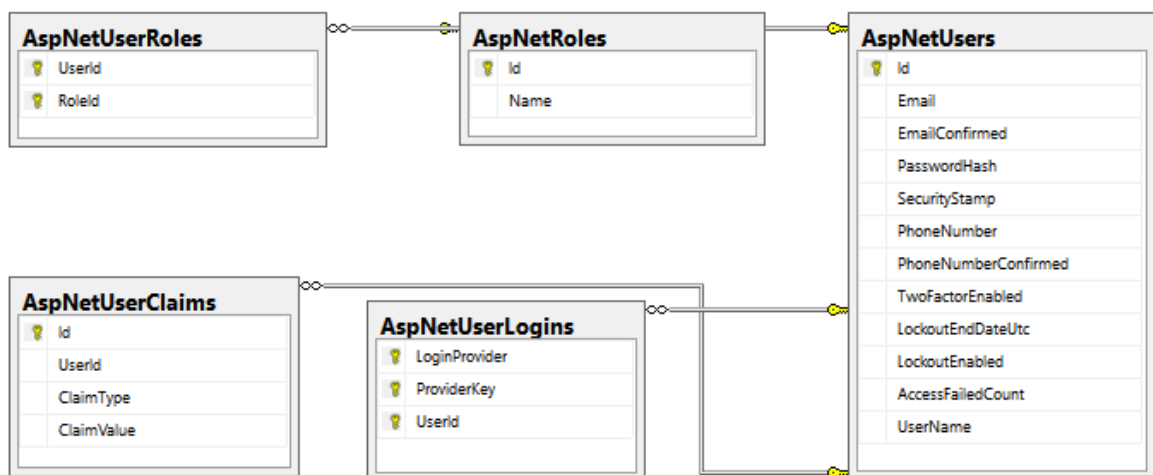 AspNetUserRoles
UserId
RoleId
AspNetRoles
Id
Name
AspNetUsers
Id
Email
EmailConfirmed
PasswordHash
SecurityStamp
PhoneNumber
PhoneNumberConfirmed
TwoFactorEnabled
LockoutEndDateUtc
LockoutEnabled
AccessFailedCount
UserName
AspNetUserClaims
Id
UserId
ClaimType
ClaimValue
AspNetUserLogins
LoginProvider
ProviderKey
UserId